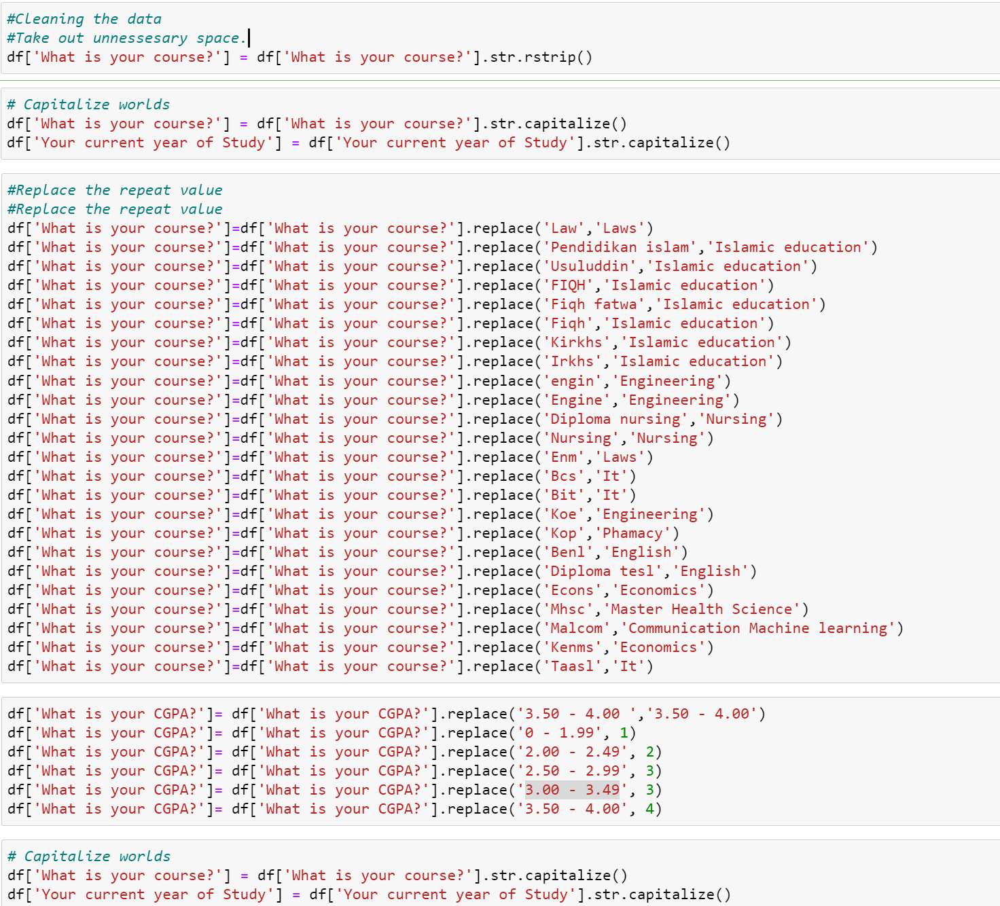 #Cleaning the data
#Take out unnessesary space.
df['What is your course?'] = df['What is your course?'].str.rstrip()
# Capitalize worlds
df['What is your course?'] = df['What is your course?'].str.capitalize()
df['Your current year of Study'] = df['Your current year of Study'].str.capitalize()
#Replace the repeat value
#Replace the repeat value
df['What is your course?']=df['What is your course?'].replace('Law','Laws')
df['What is your course?']=df['What is your course?'].replace('Pendidikan islam','Islamic education')
df['What is your course?']=df['What is your course?'].replace('Usuluddin','Islamic education')
df['What is your course?']=df['What is your course?'].replace('FIQH','Islamic education')
df['What is your course?']=df['What is your course?'].replace('Fiqh fatwa','Islamic education')
df['What is your course?']=df['What is your course?'].replace('Fiqh','Islamic education')
df['What is your course?']=df['What is your course?'].replace('Kirkhs','Islamic education')
df['What is your course?']=df['What is your course?'].replace('Irkhs','Islamic education')
df['What is your course?']=df['What is your course?'].replace('engin','Engineering')
df['What is your course?']=df['What is your course?'].replace('Engine','Engineering')
df['What is your course?']=df['What is your course?'].replace('Diploma nursing','Nursing')
df['What is your course?']=df['What is your course?'].replace('Nursing','Nursing')
df['What is your course?']=df['What is your course?'].replace('Enm','Laws')
df['What is your course?']=df['What is your course?'].replace('Bcs','It')
df['What is your course?']=df['What is your course?'].replace('Bit','It')
df['What is your course?']=df['What is your course?'].replace('Koe','Engineering')
df['What is your course?']=df['What is your course?'].replace('Kop','Phamacy')
df['What is your course?']=df['What is your course?'].replace('Benl','English')
df['What is your course?']=df['What is your course?'].replace('Diploma tesl','English')
df['What is your course?']=df['What is your course?'].replace('Econs','Economics')
df['What is your course?']=df['What is your course?'].replace('Mhsc','Master Health Science')
df['What is your course?']=df['What is your course?'].replace('Malcom','Communication Machine learning')
df['What is your course?']=df['What is your course?'].replace('Kenms','Economics')
df['What is your course?']=df['What is your course?'].replace('Taasl','It')
df['What is your CGPA?']= df['What is your CGPA?'].replace('3.50 - 4.00 ','3.50 - 4.00')
df['What is your CGPA?']= df['What is your CGPA?'].replace('0 - 1.99', 1)
df['What is your CGPA?']= df['What is your CGPA?'].replace('2.00 - 2.49', 2)
df['What is your CGPA?']= df['What is your CGPA?'].replace('2.50 - 2.99', 3)
df['What is your CGPA?']= df['What is your CGPA?'].replace('3.00 - 3.49', 3)
df['What is your CGPA?']= df['What is your CGPA?'].replace('3.50 - 4.00', 4)
# Capitalize worlds
df['What is your course?'] = df['What is your course?'].str.capitalize()
df['Your current year of Study'] = df['Your current year of Study'].str.capitalize()